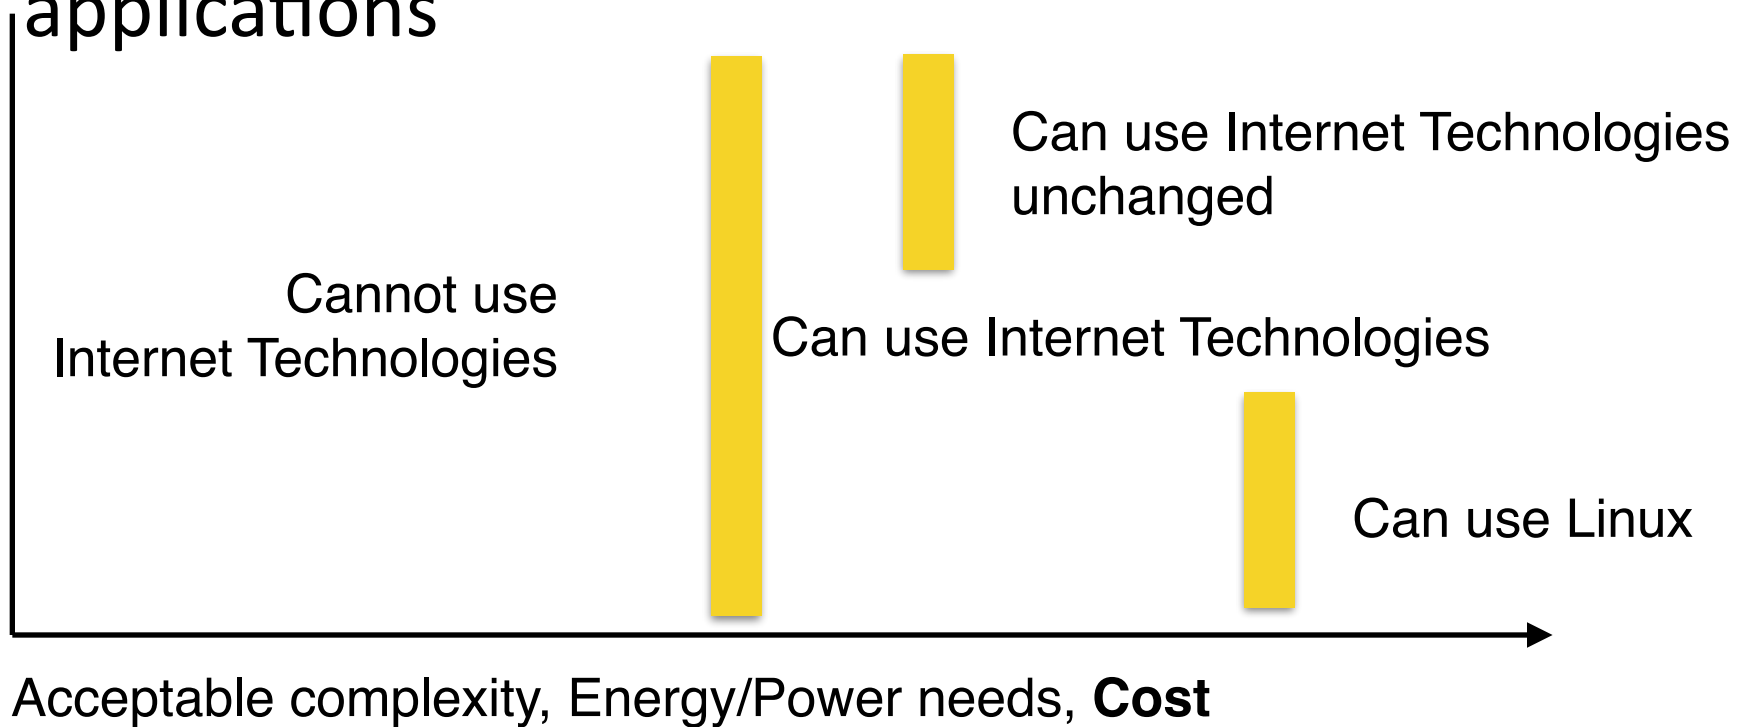 applications
Can use Internet Technologies
unchanged
Cannot use
Internet Technologies
Can use Internet Technologies
Can use Linux
Acceptable complexity, Energy/Power needs, Cost